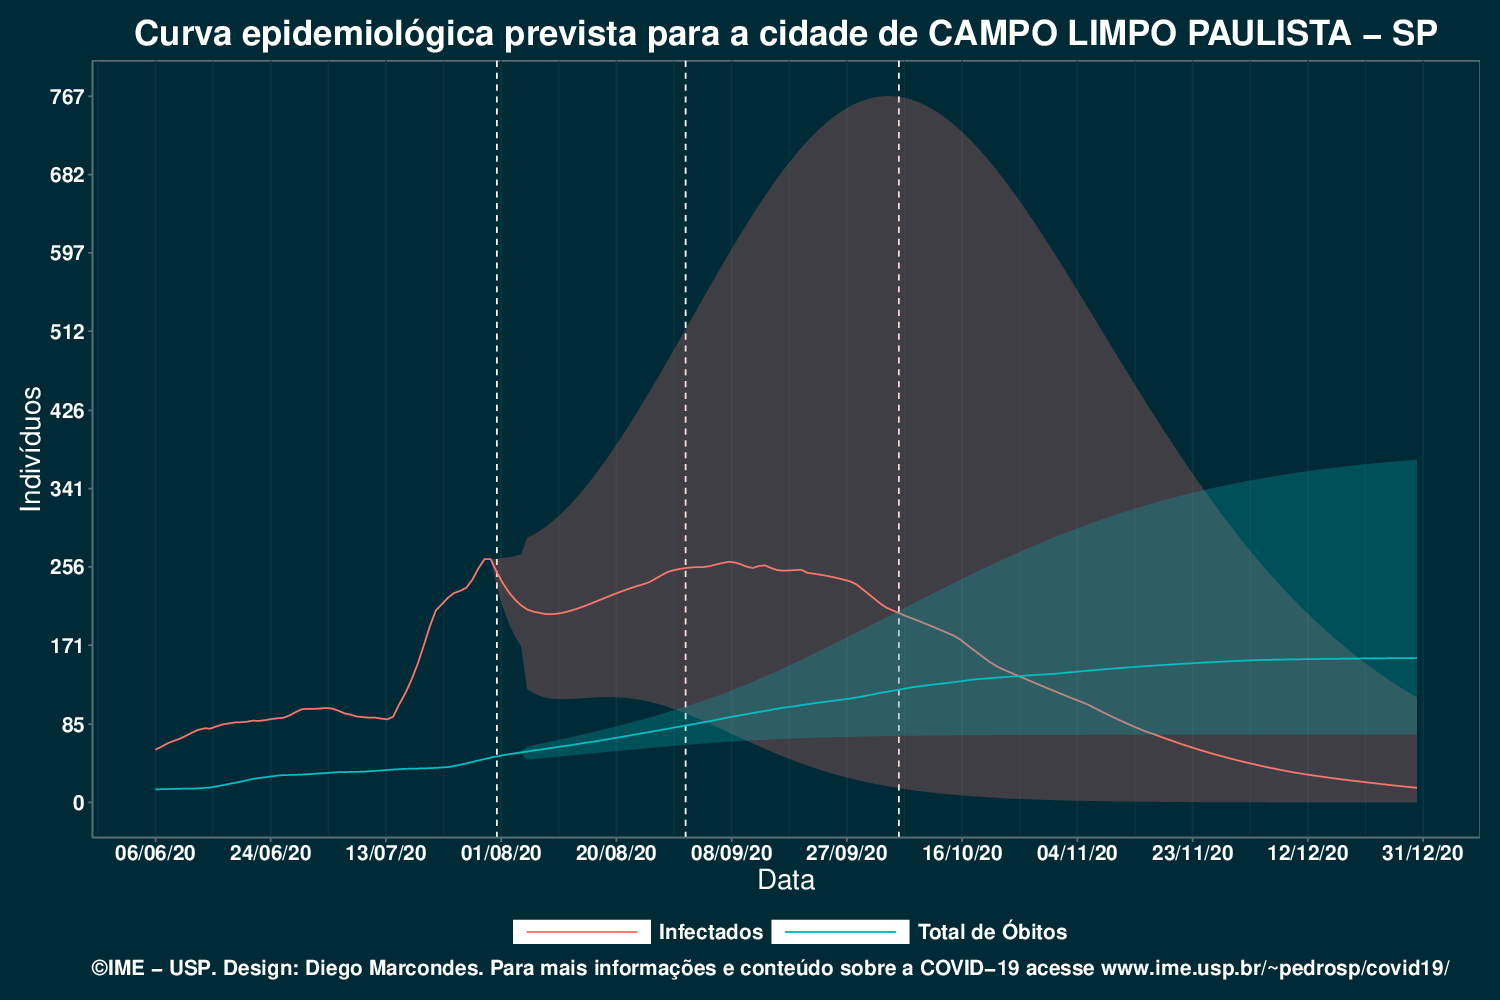 Curva epidemiológica prevista para a cidade de CAMPO LIMPO PAULISTA – SP
767
682
597
512
426
341
256
171
85
0
Indivíduos
06/06/20 24/06/20 13/07/20 01/08/20 20/08/20 08/09/20 27/09/20 16/10/20 04/11/20 23/11/20 12/12/20 31/12/20
Data
Infectados Total de Óbitos
©IME – USP. Design: Diego Marcondes. Para mais informações e conteúdo sobre a COVID–19 acesse www.ime.usp.br/~pedrosp/covid19/